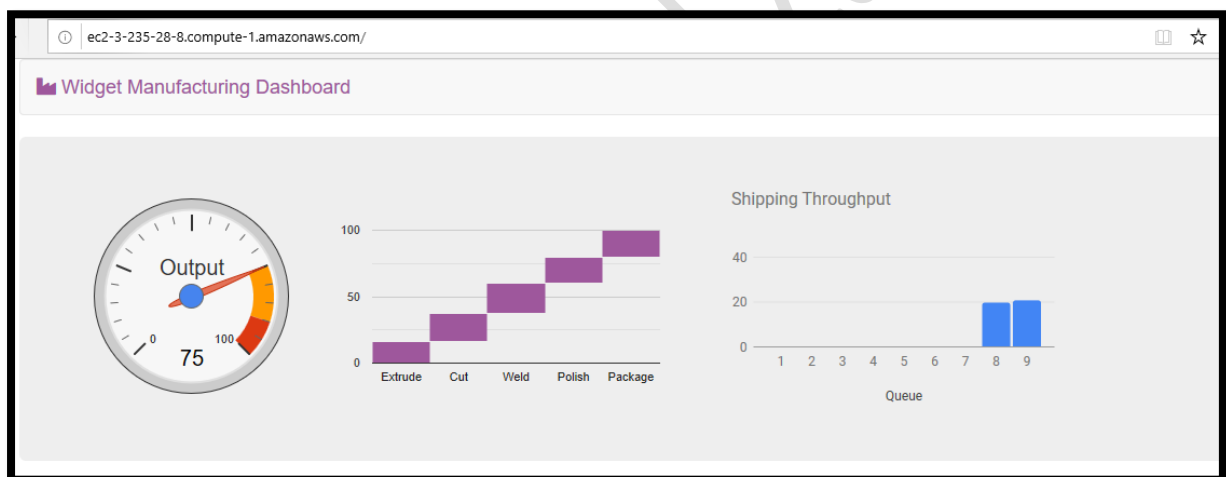 ec2-3-235-28-8.compute-1.amazonaws.com/
Widget Manufacturing Dashboard
Output
0
100
75
100
50
0
Extrude Cut Weld Polish Package
Shipping Throughput
40
20
0
1 2 3 4 5 6 7 8 9
Queue